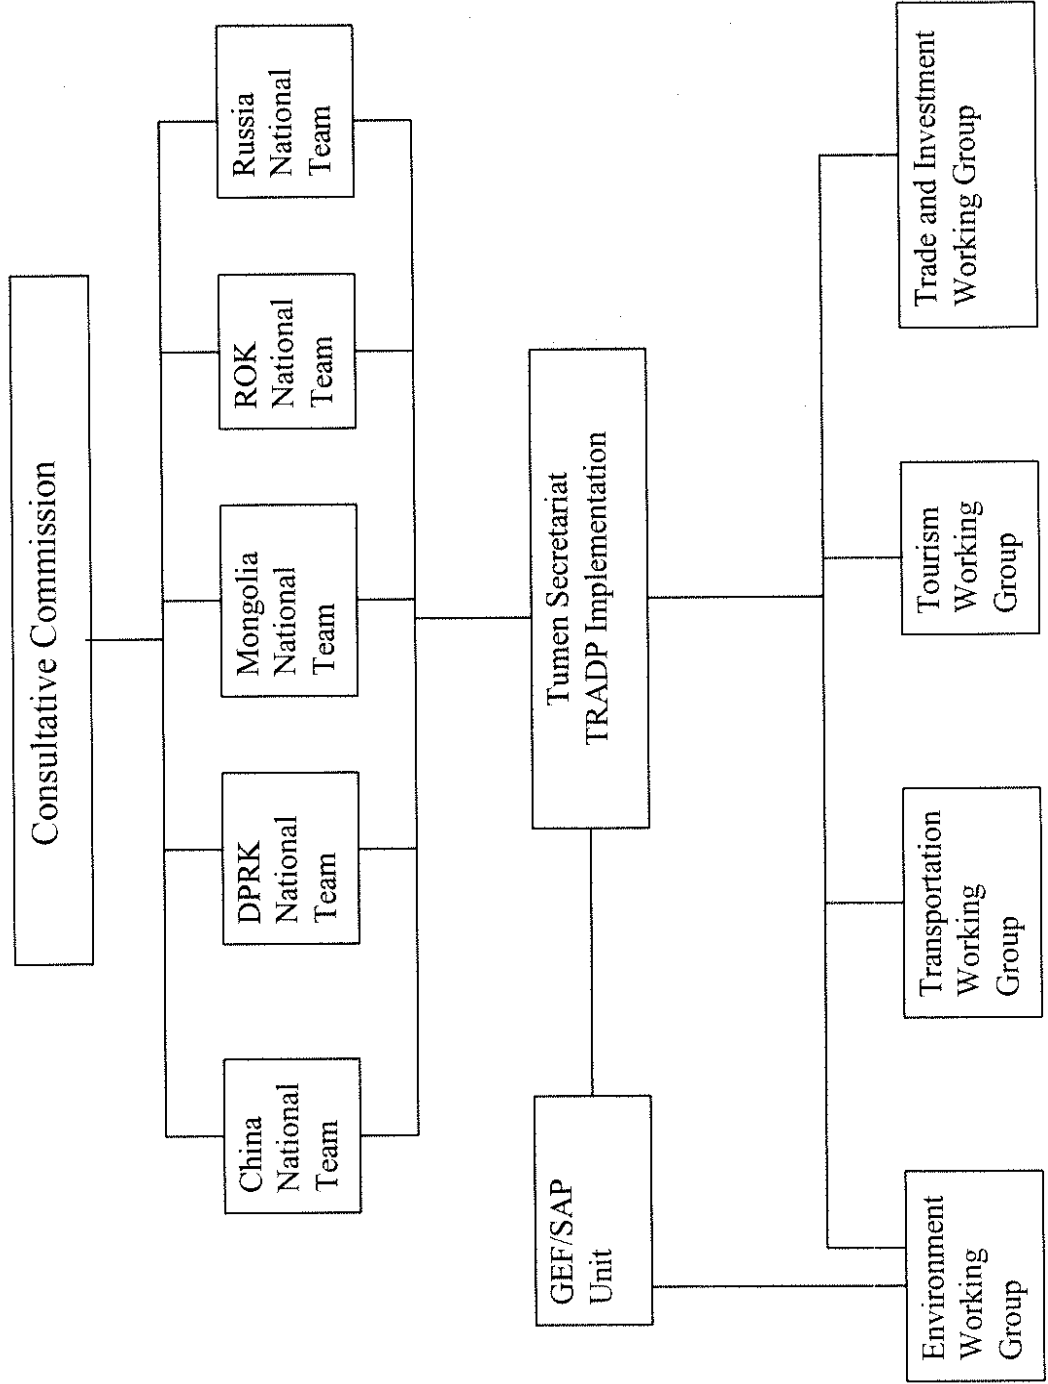 Consultative Commission
China
National
Team
DPRK
National
Team
Mongolia
National
Team
ROK
National
Team
Russia
National
Team
GEF/SAP
Unit
Tumen Secretariat
TRADP Implementation
Environment
Working
Group
Transportation
Working
Group
Tourism
Working
Group
Trade and Investment
Working Group